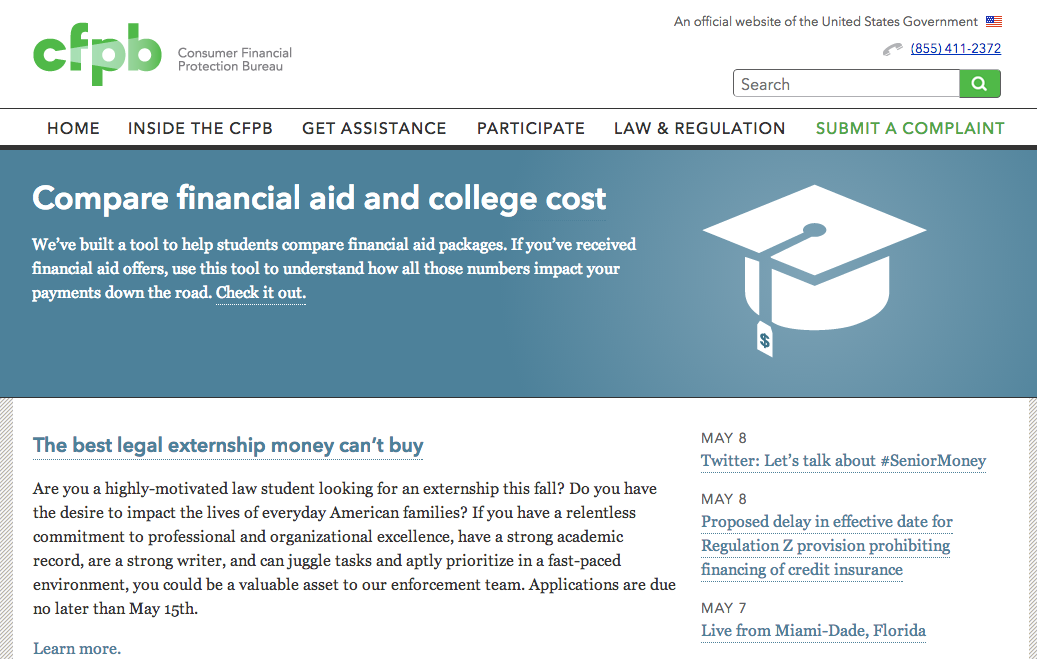 An official website of the United States Government
cfpb
Consumer Financial
Protection Bureau
(855) 411-2372
Search
HOME
INSIDE THE CFPB
GET ASSISTANCE
PARTICIPATE
LAW & REGULATION
SUBMIT A COMPLAINT
Compare financial aid and college cost
We've built a tool to help students compare financial aid packages. If you've received
financial aid offers, use this tool to understand how all those numbers impact your
payments down the road. Check it out.
$
The best legal externship money can't buy
Are you a highly-motivated law student looking for an externship this fall? Do you have
the desire to impact the lives of everyday American families? If you have a relentless
commitment to professional and organizational excellence, have a strong academic
record, are a strong writer, and can juggle tasks and aptly prioritize in a fast-paced
environment, you could be a valuable asset to our enforcement team. Applications are due
no later than May 15th.
Learn more.
MAY 8
Twitter: Let's talk about #SeniorMoney
MAY 8
Proposed delay in effective date for
Regulation Z provision prohibiting
financing of credit insurance
MAY 7
Live from Miami-Dade, Florida